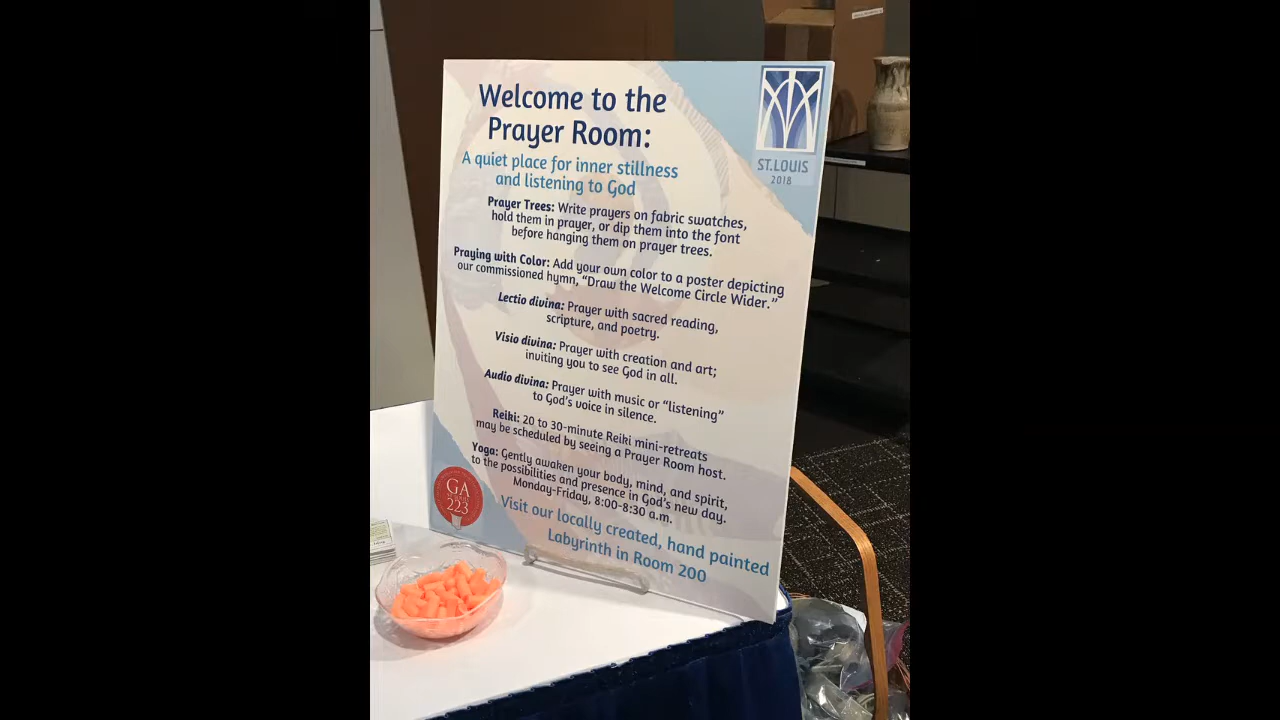 Welcome to the
Prayer Room:
A quiet place for inner stillness
and listening to God
Prayer Trees: Write prayers on fabric swatches,
hold them in prayer, or dip them into the font
before hanging them on prayer trees.
Praying with Color: Add your own color to a poster depicting
our commissioned hymn, “Draw the Welcome Circle Wider.”
Lectio divina: Prayer with sacred reading,
scripture, and poetry.
Visio divina: Prayer with creation and art;
inviting you to see God in all.
Audio divina: Prayer with music or “listening”
to God’s voice in silence.
Reiki: 20 to 30-minute Reiki mini-retreats
may be scheduled by seeing a Prayer Room host.
Yoga: Gently awaken your body, mind, and spirit,
to the possibilities and presence in God’s new day.
Monday-Friday, 8:00-8:30 a.m.
Visit our locally created, hand painted
Labyrinth in Room 200
ST.LOUIS
2018
GA
223